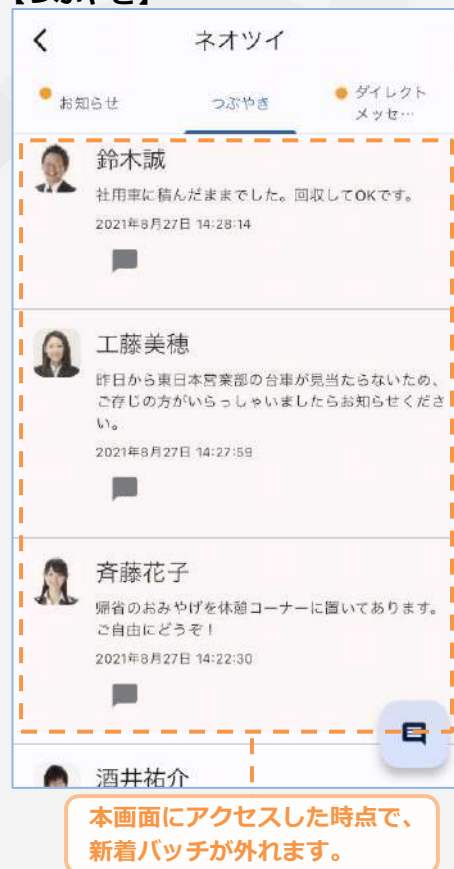 【つぶやき】
ネオツイ
お知らせ
つぶやき
ダイレクト
メッセ…
鈴木誠
社用車に積んだままでした。回収してOKです。
2021年8月27日 14:28:14
工藤美穂
昨日から東日本営業部の台車が見当たらないため、
ご存じの方がいらっしゃいましたらお知らせくださ
い。
2021年8月27日 14:27:59
斉藤花子
帰省のおみやげを休憩コーナーに置いてあります。
ご自由にどうぞ！
2021年8月27日 14:22:30
酒井祐介
本画面にアクセスした時点で、
新着バッチが外れます。